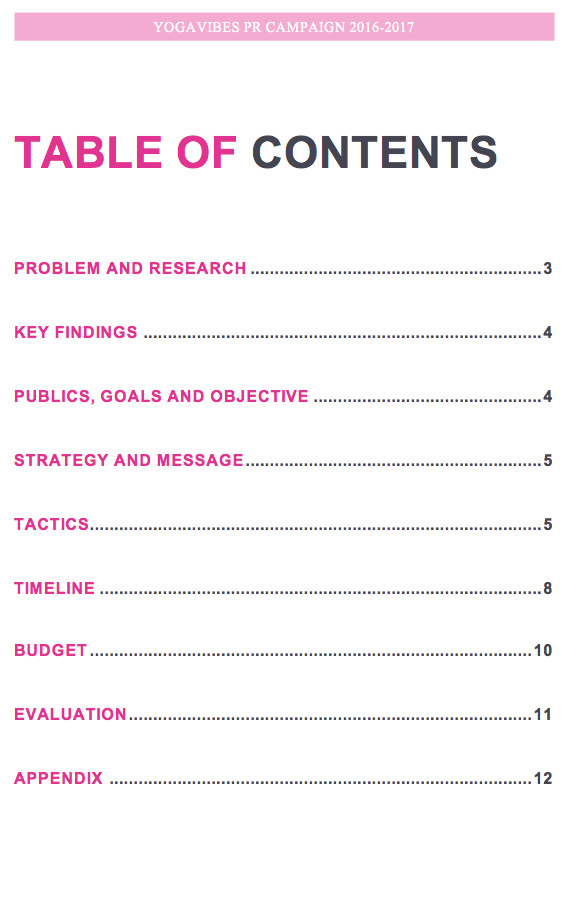 YOGAVIBES PR CAMPAIGN 2016-2017
TABLE OF CONTENTS
PROBLEM AND RESEARCH ............................................................ 3
KEY FINDINGS .................................................................................. 4
PUBLICS, GOALS AND OBJECTIVE ............................................... 4
STRATEGY AND MESSAGE ............................................................. 5
TACTICS ............................................................................................. 5
TIMELINE ........................................................................................... 8
BUDGET ........................................................................................... 10
EVALUATION ................................................................................... 11
APPENDIX ....................................................................................... 12